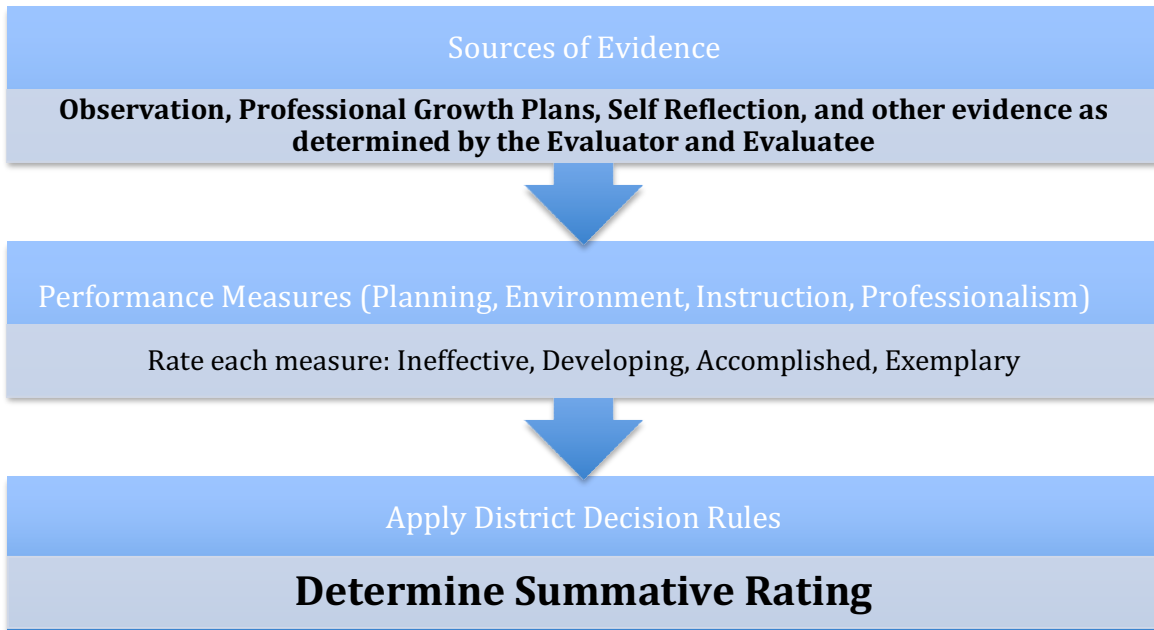 Sources of Evidence
Observation, Professional Growth Plans, Self Reflection, and other evidence as
determined by the Evaluator and Evaluatee
Performance Measures (Planning, Environment, Instruction, Professionalism)
Rate each measure: Ineffective, Developing, Accomplished, Exemplary
Apply District Decision Rules
Determine Summative Rating